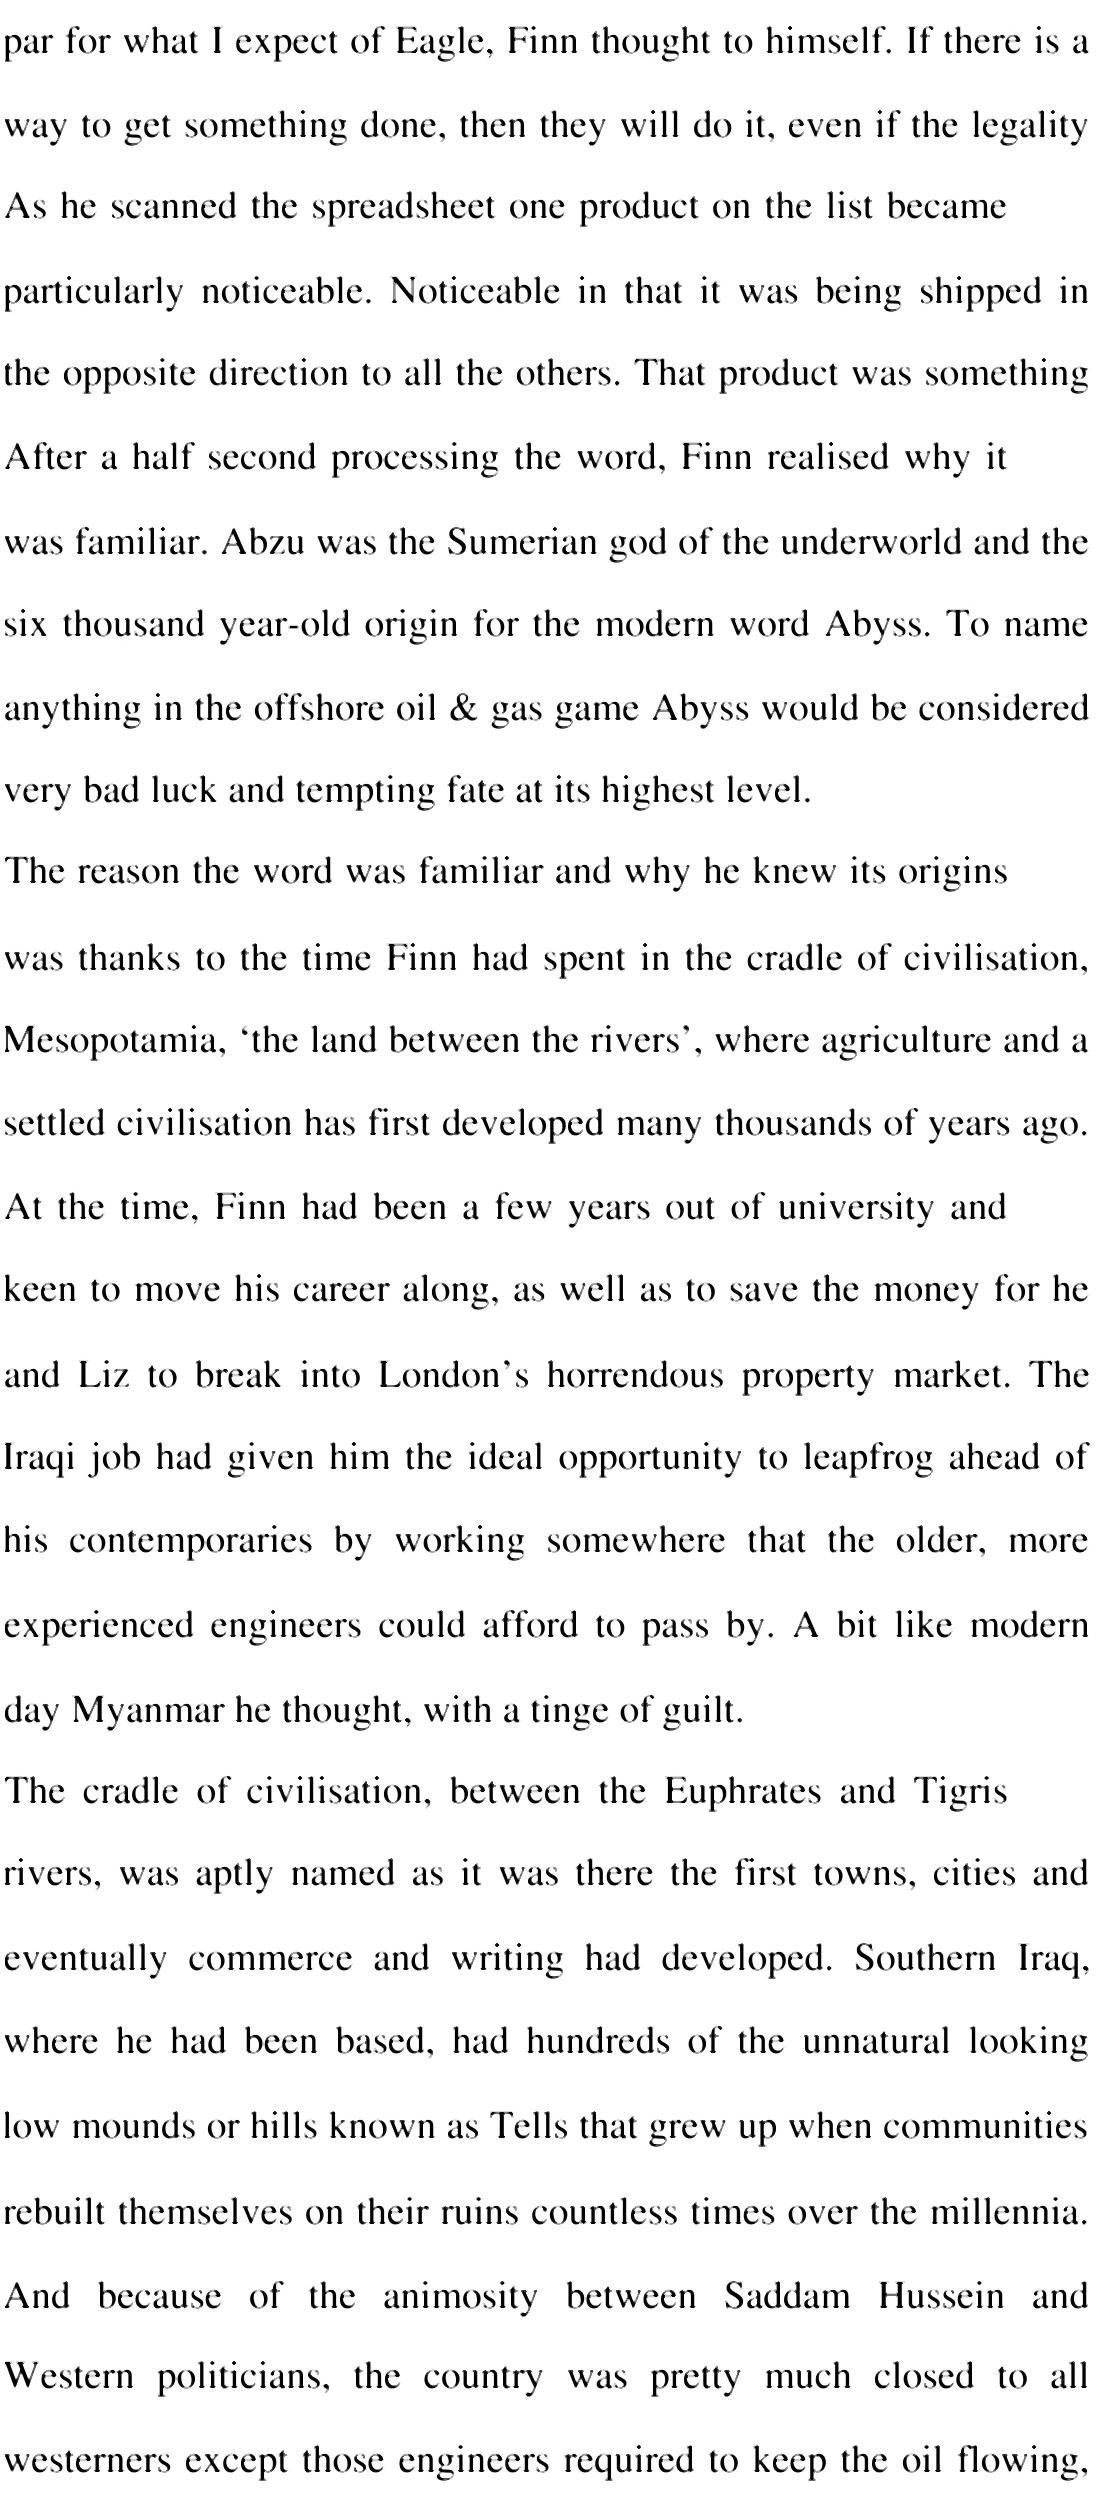 par for what I expect of Eagle, Finn thought to himself. If there is a
way to get something done, then they will do it, even if the legality
As he scanned the spreadsheet one product on the list became
particularly noticeable. Noticeable in that it was being shipped in
the opposite direction to all the others. That product was something
After a half second processing the word, Finn realised why it
was familiar. Abzu was the Sumerian god of the underworld and the
six thousand year-old origin for the modern word Abyss. To name
anything in the offshore oil & gas game Abyss would be considered
very bad luck and tempting fate at its highest level.
The reason the word was familiar and why he knew its origins
was thanks to the time Finn had spent in the cradle of civilisation,
Mesopotamia, ‘the land between the rivers’, where agriculture and a
settled civilisation has first developed many thousands of years ago.
At the time, Finn had been a few years out of university and
keen to move his career along, as well as to save the money for he
and Liz to break into London’s horrendous property market. The
Iraqi job had given him the ideal opportunity to leapfrog ahead of
his contemporaries by working somewhere that the older, more
experienced engineers could afford to pass by. A bit like modern
day Myanmar he thought, with a tinge of guilt.
The cradle of civilisation, between the Euphrates and Tigris
rivers, was aptly named as it was there the first towns, cities and
eventually commerce and writing had developed. Southern Iraq,
where he had been based, had hundreds of the unnatural looking
low mounds or hills known as Tells that grew up when communities
rebuilt themselves on their ruins countless times over the millennia.
And because of the animosity between Saddam Hussein and
Western politicians, the country was pretty much closed to all
westerners except those engineers required to keep the oil flowing,